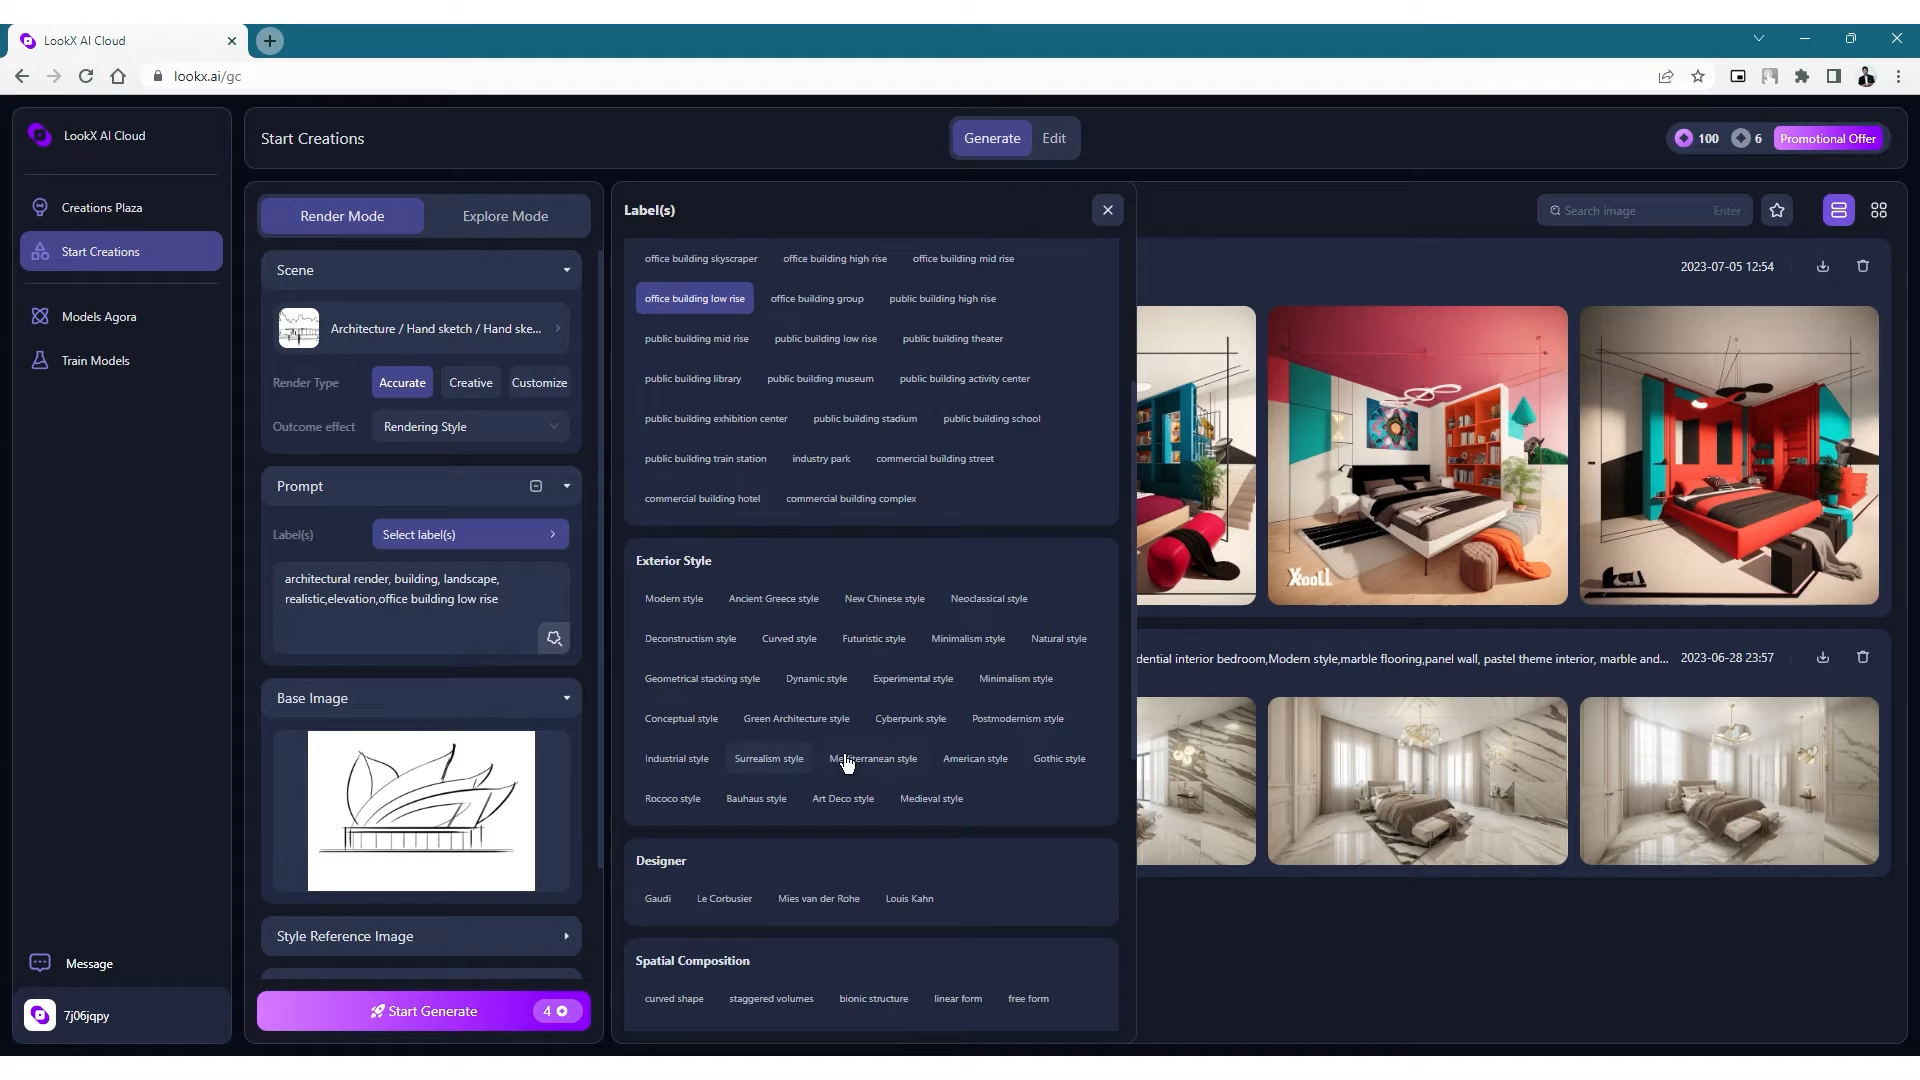 LookX AI Cloud
lookx.ai/gc
LookX AI Cloud
Creations Plaza
Start Creations
Models Agora
Train Models
Message
7j06jqpy
Start Creations
Generate Edit
100 6 Promotional Offer
Render Mode Explore Mode
Scene
Architecture / Hand sketch / Hand ske...
Render Type Accurate Creative Customize
Outcome effect Rendering Style
Prompt
Label(s) Select label(s)
architectural render, building, landscape,
realistic,elevation,office building low rise
Base Image
Style Reference Image
Start Generate 4
Label(s)
office building skyscraper office building high rise office building mid rise
office building low rise office building group public building high rise
public building mid rise public building low rise public building theater
public building library public building museum public building activity center
public building exhibition center public building stadium public building school
public building train station industry park commercial building street
commercial building hotel commercial building complex
Exterior Style
Modern style Ancient Greece style New Chinese style Neoclassical style
Deconstructism style Curved style Futuristic style Minimalism style Natural style
Geometrical stacking style Dynamic style Experimental style Minimalism style
Conceptual style Green Architecture style Cyberpunk style Postmodernism style
Industrial style Surrealism style Mediterranean style American style Gothic style
Rococo style Bauhaus style Art Deco style Medieval style
Designer
Gaudi Le Corbusier Mies van der Rohe Louis Kahn
Spatial Composition
curved shape staggered volumes bionic structure linear form free form
Search image Enter
2023-07-05 12:54
dential interior bedroom,Modern style,marble flooring,panel wall, pastel theme interior, marble and... 2023-06-28 23:57